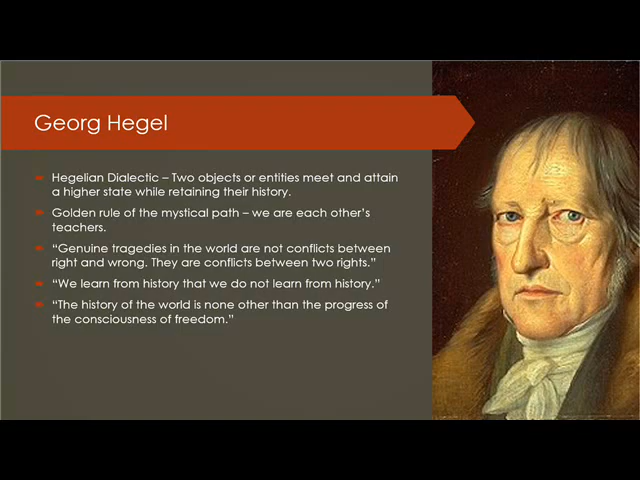 Georg Hegel
Hegelian Dialectic – Two objects or entities meet and attain
a higher state while retaining their history.
Golden rule of the mystical path – we are each other’s
teachers.
“Genuine tragedies in the world are not conflicts between
right and wrong. They are conflicts between two rights.”
“We learn from history that we do not learn from history.”
“The history of the world is none other than the progress of
the consciousness of freedom.”